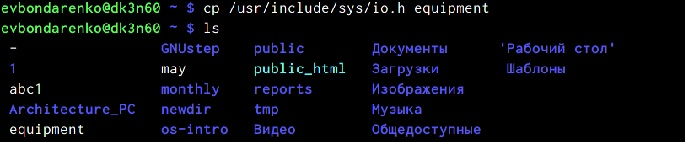 evbondarenko@dk3n60 ~ $ cp /usr/include/sys/io.h equipment
evbondarenko@dk3n60 ~ $ ls
- GNUstep public Документы 'Рабочий стол'
1 may public_html Загрузки Шаблоны
abc1 monthly reports Изображения
Architecture_PC newdir tmp Музыка
equipment os-intro Видео Общедоступные